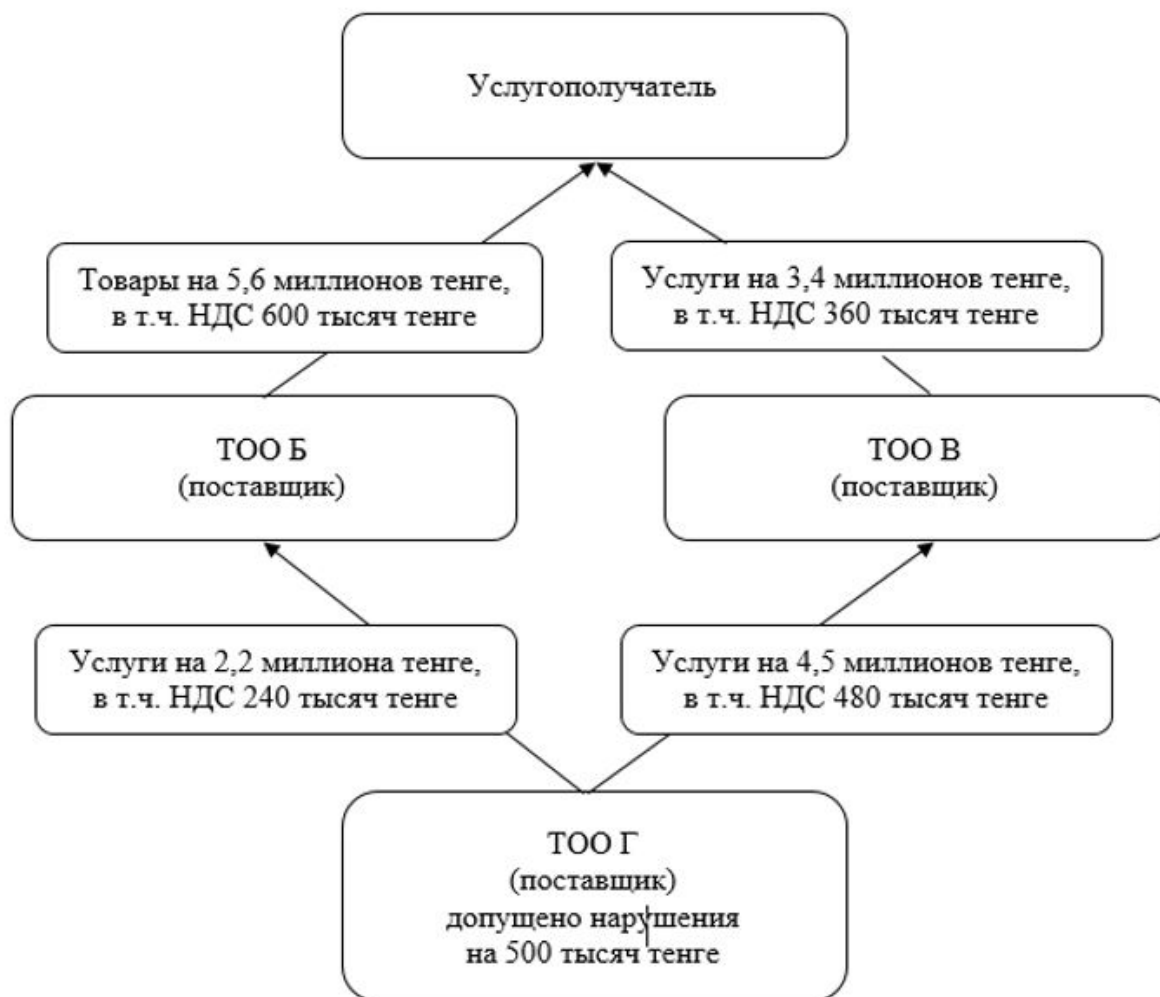 Услугополучатель
Товары на 5,6 миллионов тенге,
в т.ч. НДС 600 тысяч тенге
Услуги на 3,4 миллионов тенге,
в т.ч. НДС 360 тысяч тенге
ТОО Б
(поставщик)
ТОО В
(поставщик)
Услуги на 2,2 миллиона тенге,
в т.ч. НДС 240 тысяч тенге
Услуги на 4,5 миллионов тенге,
в т.ч. НДС 480 тысяч тенге
ТОО Г
(поставщик)
допущено нарушения
на 500 тысяч тенге